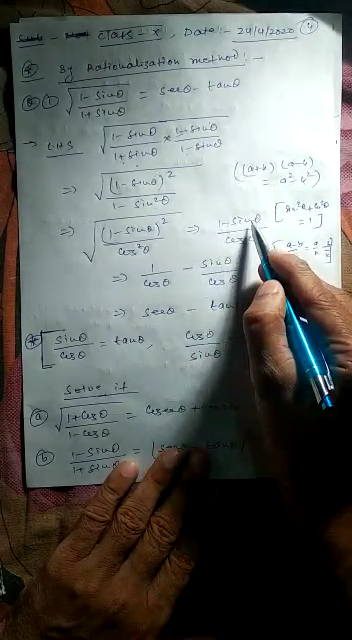 Class - X, Date:- 24/4/2020 (4)
* By Rationalization method:-
Q. (1) √((1-sinθ)/(1+sinθ)) = secθ - tanθ
→ LHS √((1-sinθ)/(1+sinθ) × (1-sinθ)/(1-sinθ))
((a+b)(a-b) = a²-b²)
⇒ √((1-sinθ)²/(1-sin²θ))
⇒ √((1-sinθ)²/cos²θ) ⇒ (1-sinθ)/cosθ [sin²θ+cos²θ = 1]
⇒ 1/cosθ - sinθ/cosθ
⇒ secθ - tan
* [sinθ/cosθ = tanθ, cosθ/sinθ =
Solve it
(a) √((1+cosθ)/(1-cosθ)) = cosecθ +
(b) (1-sinθ)/(1+sinθ) = (secθ - tanθ)